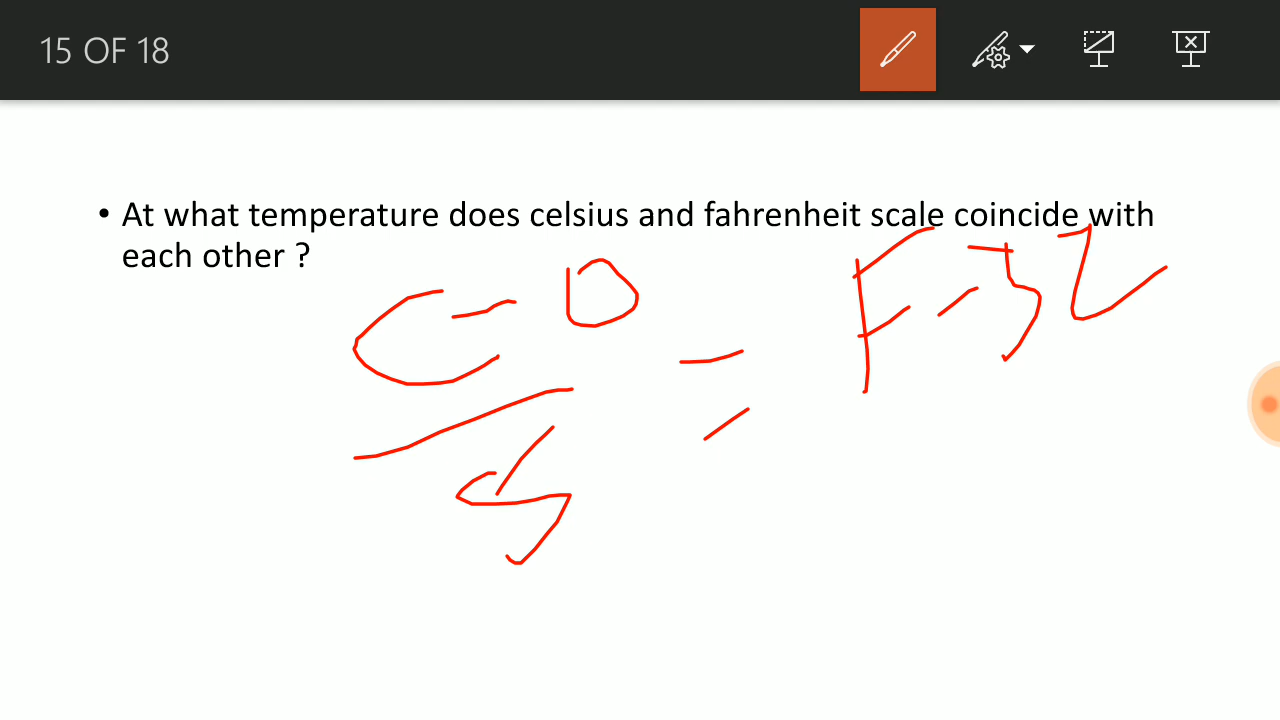 15 OF 18
• At what temperature does celsius and fahrenheit scale coincide with
each other ?
C - 0 = F - 32
5